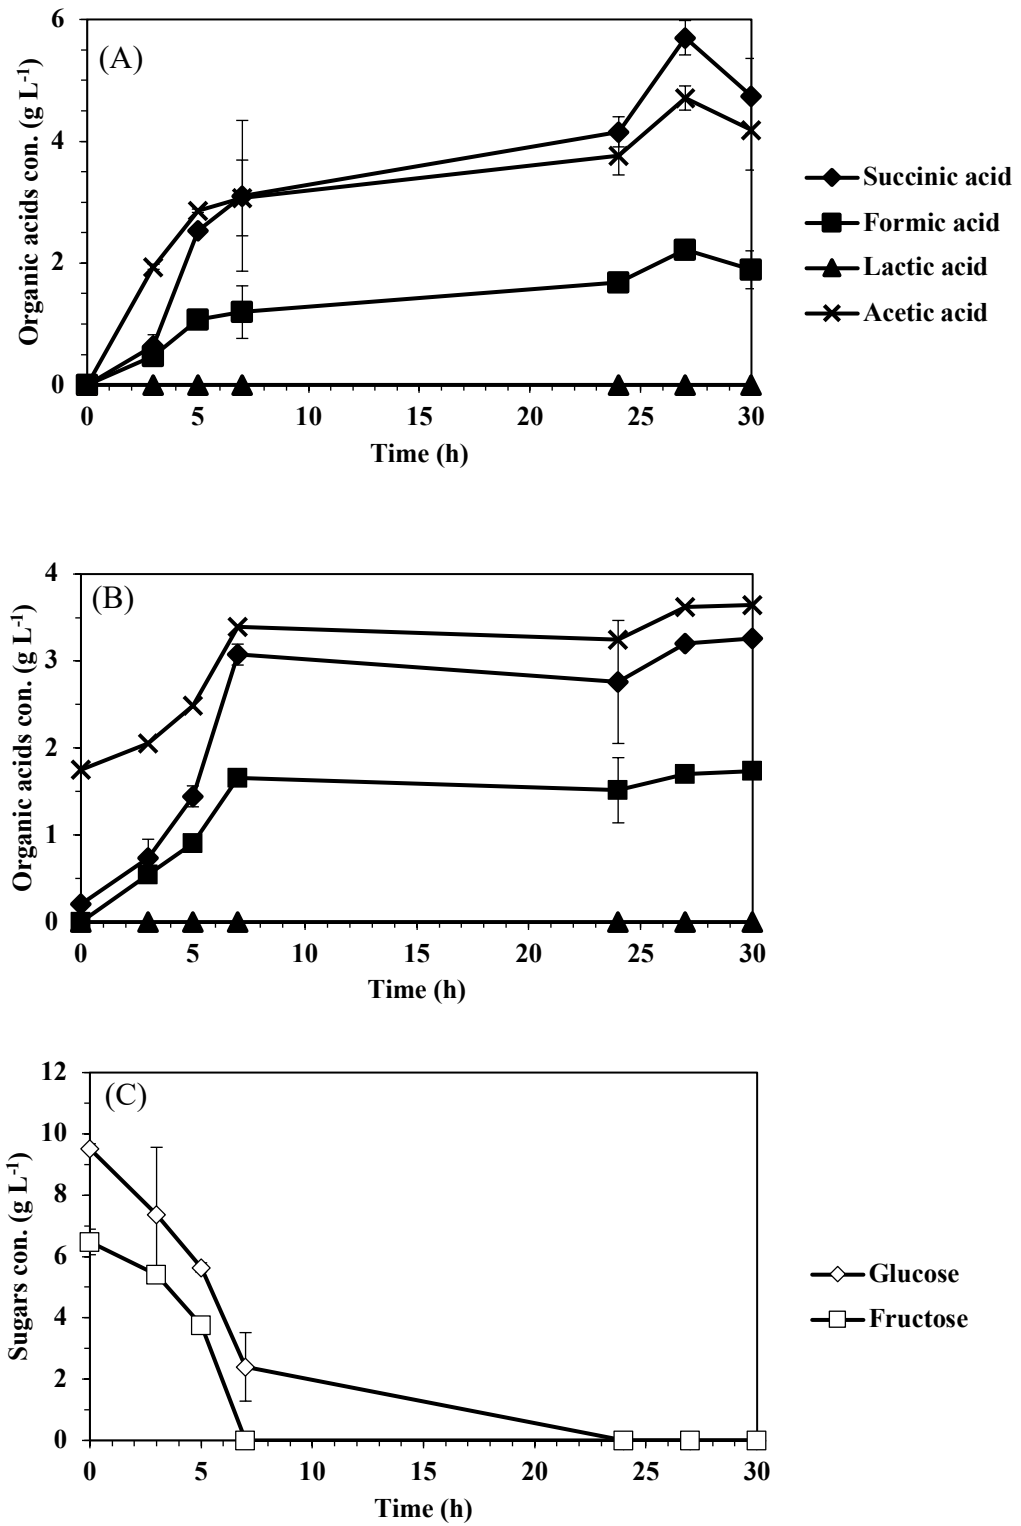 (A)
Organic acids con. (g L-1)
6
4
2
0
0 5 10 15 20 25 30
Time (h)
Succinic acid
Formic acid
Lactic acid
Acetic acid
(B)
Organic acids con. (g L-1)
4
3
2
1
0
0 5 10 15 20 25 30
Time (h)
(C)
Sugars con. (g L-1)
12
10
8
6
4
2
0
0 5 10 15 20 25 30
Time (h)
Glucose
Fructose